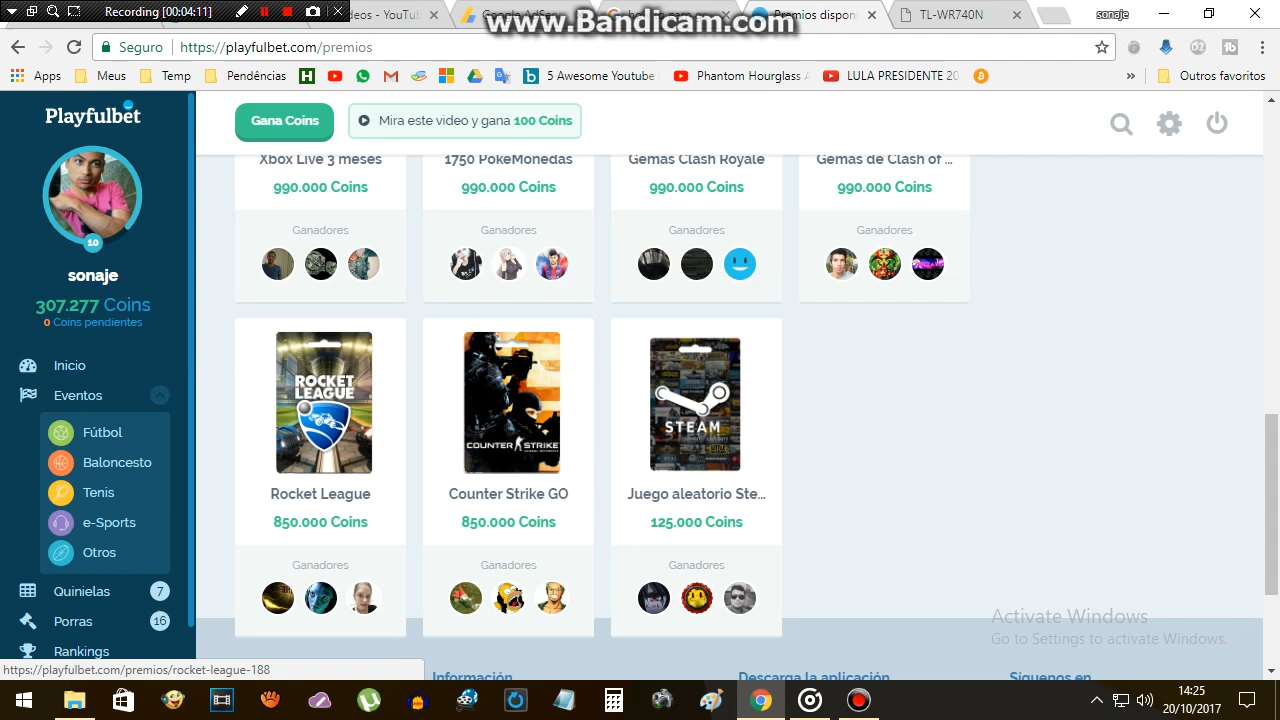 Recording [00:04:11]
www.Bandicam.com
deos - YouTu
Google AdSe
Premios dispon
TL-WR740N
sonaje
Seguro
https://playfulbet.com/premios
Apps
Meus
Temp
Pendências
5 Awesome Youtube
Phantom Hourglass
LULA PRESIDENTE 20
Outros favoritos
Playfulbet
Gana Coins
Mira este video y gana 100 Coins
10
sonaje
307.277 Coins
0 Coins pendientes
Inicio
Eventos
Fútbol
Baloncesto
Tenis
e-Sports
Otros
Quinielas 7
Porras 16
Rankings
Xbox Live 3 meses
1750 PokeMonedas
Gemas Clash Royale
Gemas de Clash of ...
990.000 Coins
990.000 Coins
990.000 Coins
990.000 Coins
Ganadores
Ganadores
Ganadores
Ganadores
ROCKET
LEAGUE
COUNTER STRIKE
STEAM
Rocket League
Counter Strike GO
Juego aleatorio Ste...
850.000 Coins
850.000 Coins
125.000 Coins
Ganadores
Ganadores
Ganadores
Activate Windows
Go to Settings to activate Windows.
https://playfulbet.com/premios/rocket-league-188
Información
Descarga la aplicación
Síguenos en
14:25
20/10/2017